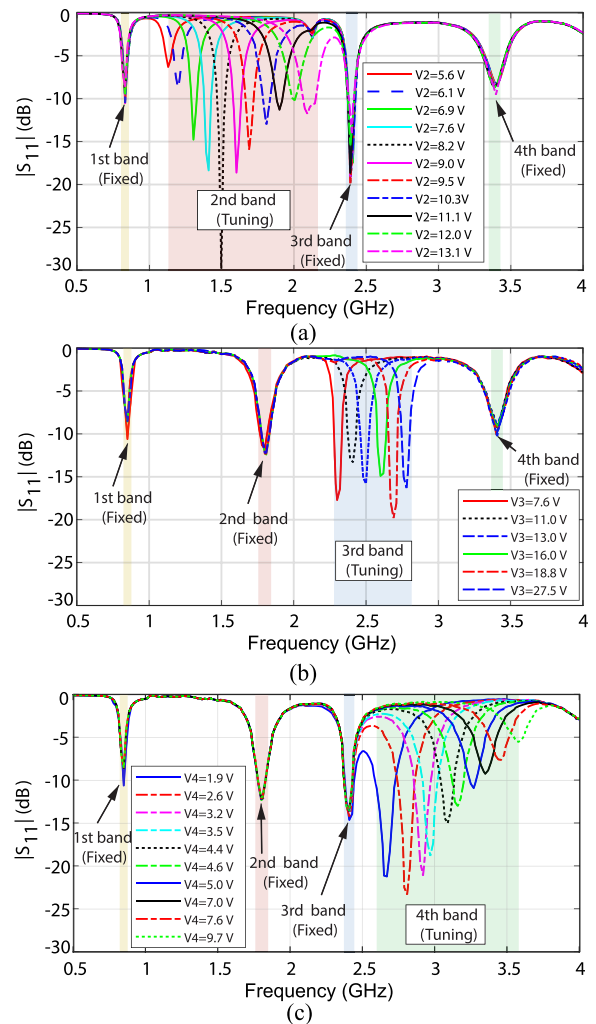 0
-5
-10
-15
-20
-25
-30
|S11| (dB)
1st band
(Fixed)
2nd band
(Tuning)
3rd band
(Fixed)
4th band
(Fixed)
V2=5.6 V
V2=6.1 V
V2=6.9 V
V2=7.6 V
V2=8.2 V
V2=9.0 V
V2=9.5 V
V2=10.3V
V2=11.1 V
V2=12.0 V
V2=13.1 V
0.5 1 1.5 2 2.5 3 3.5 4
Frequency (GHz)
(a)
0
-5
-10
-15
-20
-25
-30
|S11| (dB)
1st band
(Fixed)
2nd band
(Fixed)
3rd band
(Tuning)
4th band
(Fixed)
V3=7.6 V
V3=11.0 V
V3=13.0 V
V3=16.0 V
V3=18.8 V
V3=27.5 V
0.5 1 1.5 2 2.5 3 3.5 4
Frequency (GHz)
(b)
0
-5
-10
-15
-20
-25
-30
|S11| (dB)
1st band
(Fixed)
V4=1.9 V
V4=2.6 V
V4=3.2 V
V4=3.5 V
V4=4.4 V
V4=4.6 V
V4=5.0 V
V4=7.0 V
V4=7.6 V
V4=9.7 V
2nd band
(Fixed)
3rd band
(Fixed)
4th band
(Tuning)
0.5 1 1.5 2 2.5 3 3.5 4
Frequency (GHz)
(c)